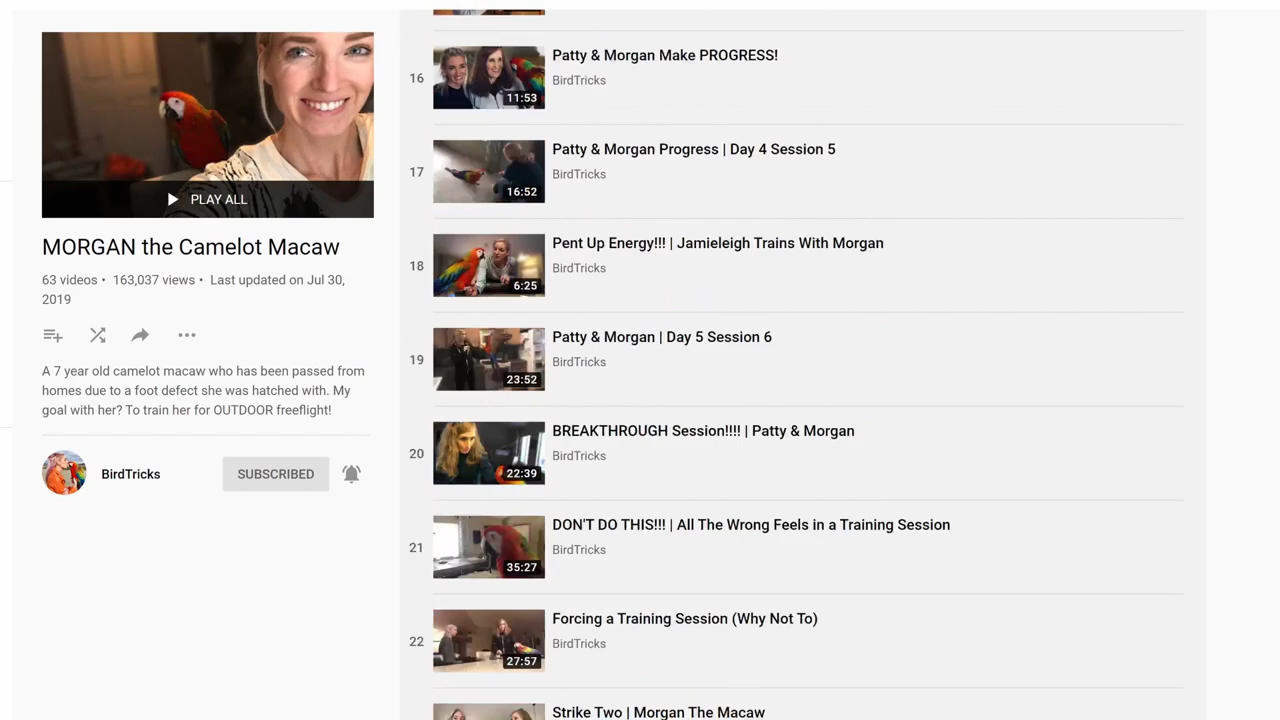 PLAY ALL
MORGAN the Camelot Macaw
63 videos • 163,037 views • Last updated on Jul 30,
2019
A 7 year old camelot macaw who has been passed from
homes due to a foot defect she was hatched with. My
goal with her? To train her for OUTDOOR freeflight!
BirdTricks
SUBSCRIBED
16
11:53
Patty & Morgan Make PROGRESS!
BirdTricks
17
16:52
Patty & Morgan Progress | Day 4 Session 5
BirdTricks
18
6:25
Pent Up Energy!!! | Jamieleigh Trains With Morgan
BirdTricks
19
23:52
Patty & Morgan | Day 5 Session 6
BirdTricks
20
22:39
BREAKTHROUGH Session!!!! | Patty & Morgan
BirdTricks
21
35:27
DON'T DO THIS!!! | All The Wrong Feels in a Training Session
BirdTricks
22
27:57
Forcing a Training Session (Why Not To)
BirdTricks
Strike Two | Morgan The Macaw